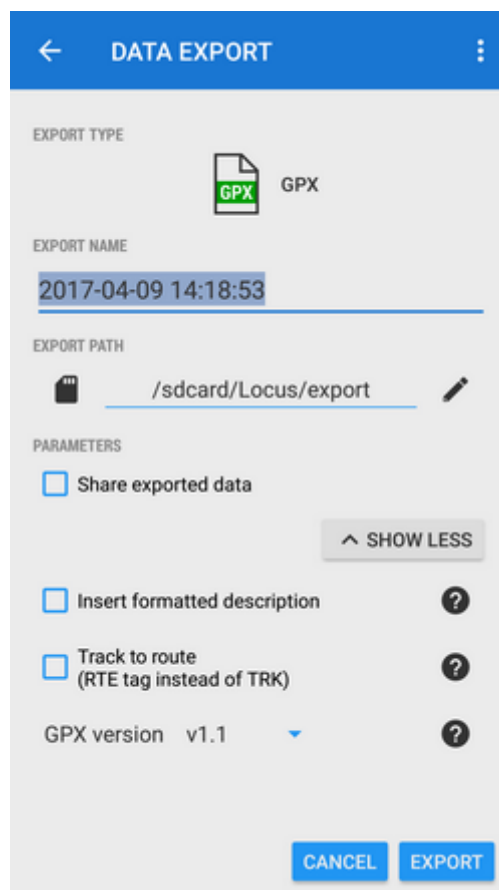 DATA EXPORT
EXPORT TYPE
GPX
GPX
EXPORT NAME
2017-04-09 14:18:53
EXPORT PATH
/sdcard/Locus/export
PARAMETERS
Share exported data
SHOW LESS
Insert formatted description
Track to route
(RTE tag instead of TRK)
GPX version v1.1
CANCEL EXPORT